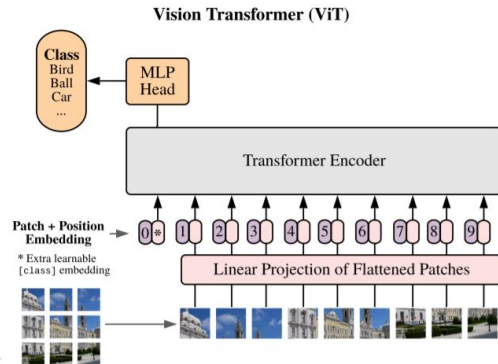 Vision Transformer (ViT)
Class
Bird
Ball
Car
...
MLP
Head
Transformer Encoder
Patch + Position
Embedding
* Extra learnable
[class] embedding
0 * 1 2 3 4 5 6 7 8 9
Linear Projection of Flattened Patches